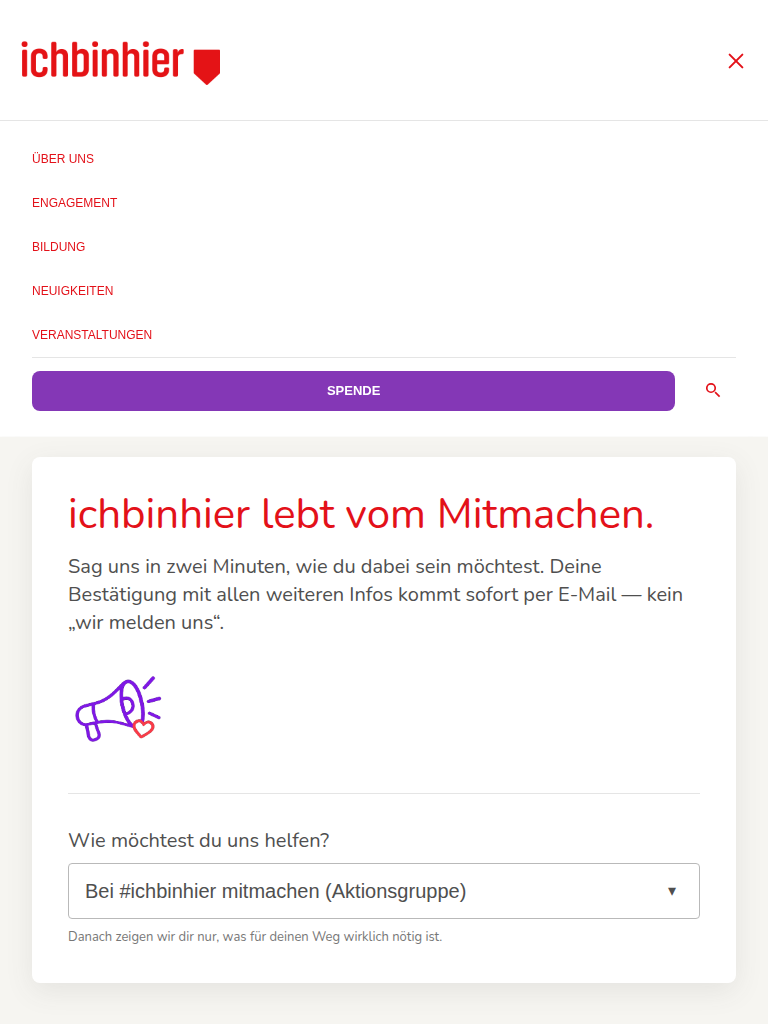 ichbinhier
ÜBER UNS
ENGAGEMENT
BILDUNG
NEUIGKEITEN
VERANSTALTUNGEN
SPENDE
ichbinhier lebt vom Mitmachen.
Sag uns in zwei Minuten, wie du dabei sein möchtest. Deine
Bestätigung mit allen weiteren Infos kommt sofort per E-Mail — kein
„wir melden uns“.
Wie möchtest du uns helfen?
Bei #ichbinhier mitmachen (Aktionsgruppe)
Danach zeigen wir dir nur, was für deinen Weg wirklich nötig ist.